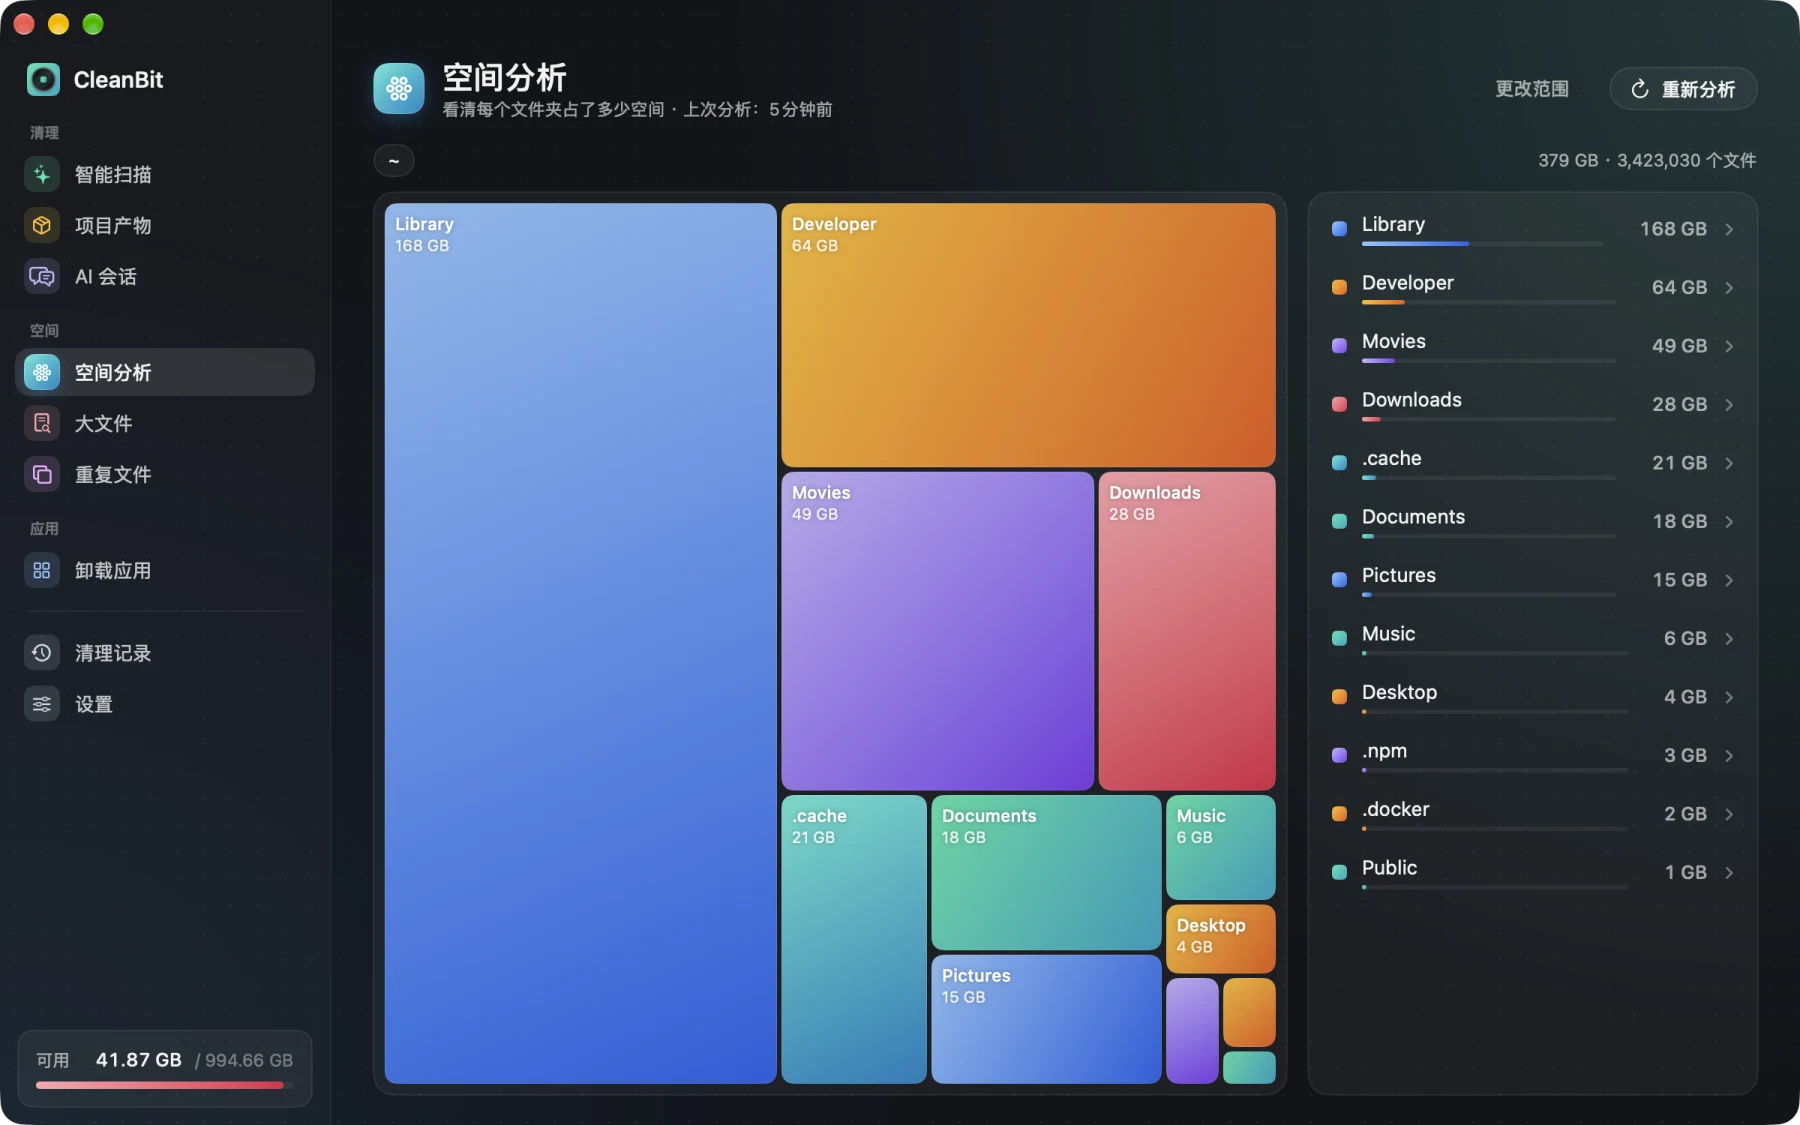 CleanBit
清理
智能扫描
项目产物
AI 会话
空间
空间分析
大文件
重复文件
应用
卸载应用
清理记录
设置
可用 41.87 GB / 994.66 GB
空间分析
看清每个文件夹占了多少空间 · 上次分析：5 分钟前
更改范围
重新分析
~
379 GB · 3,423,030 个文件
Library
168 GB
Developer
64 GB
Movies
49 GB
Downloads
28 GB
.cache
21 GB
Documents
18 GB
Music
6 GB
Desktop
4 GB
Pictures
15 GB
Library 168 GB
Developer 64 GB
Movies 49 GB
Downloads 28 GB
.cache 21 GB
Documents 18 GB
Pictures 15 GB
Music 6 GB
Desktop 4 GB
.npm 3 GB
.docker 2 GB
Public 1 GB